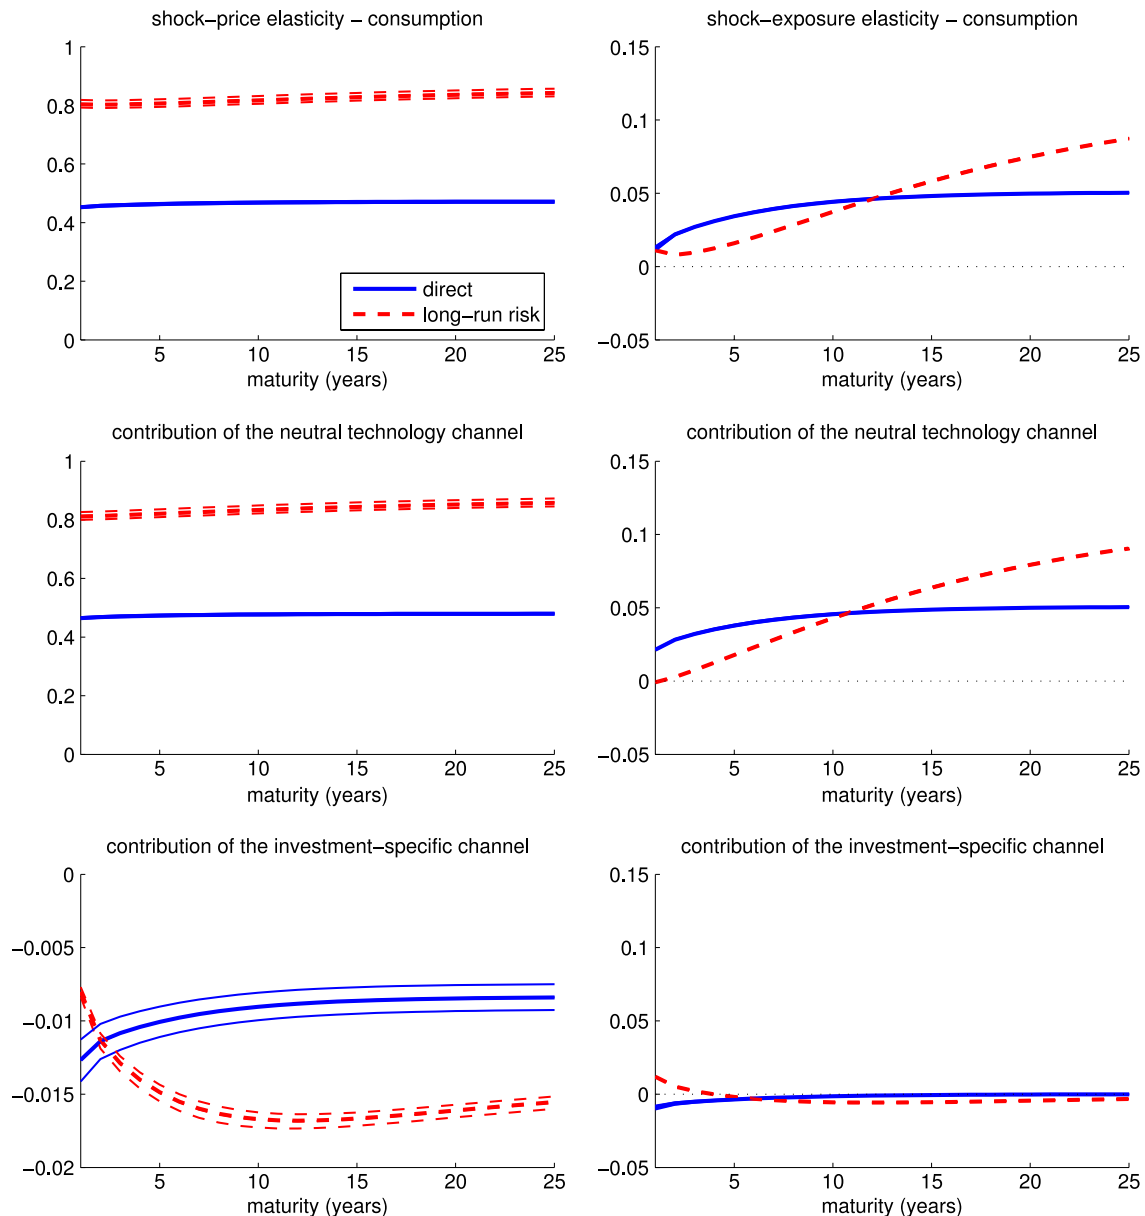 shock–price elasticity – consumption
1
0.8
0.6
0.4
0.2
0
5 10 15 20 25
maturity (years)
direct
long–run risk
shock–exposure elasticity – consumption
0.15
0.1
0.05
0
–0.05
5 10 15 20 25
maturity (years)
contribution of the neutral technology channel
1
0.8
0.6
0.4
0.2
0
5 10 15 20 25
maturity (years)
contribution of the neutral technology channel
0.15
0.1
0.05
0
–0.05
5 10 15 20 25
maturity (years)
contribution of the investment–specific channel
0
–0.005
–0.01
–0.015
–0.02
5 10 15 20 25
maturity (years)
contribution of the investment–specific channel
0.15
0.1
0.05
0
–0.05
5 10 15 20 25
maturity (years)